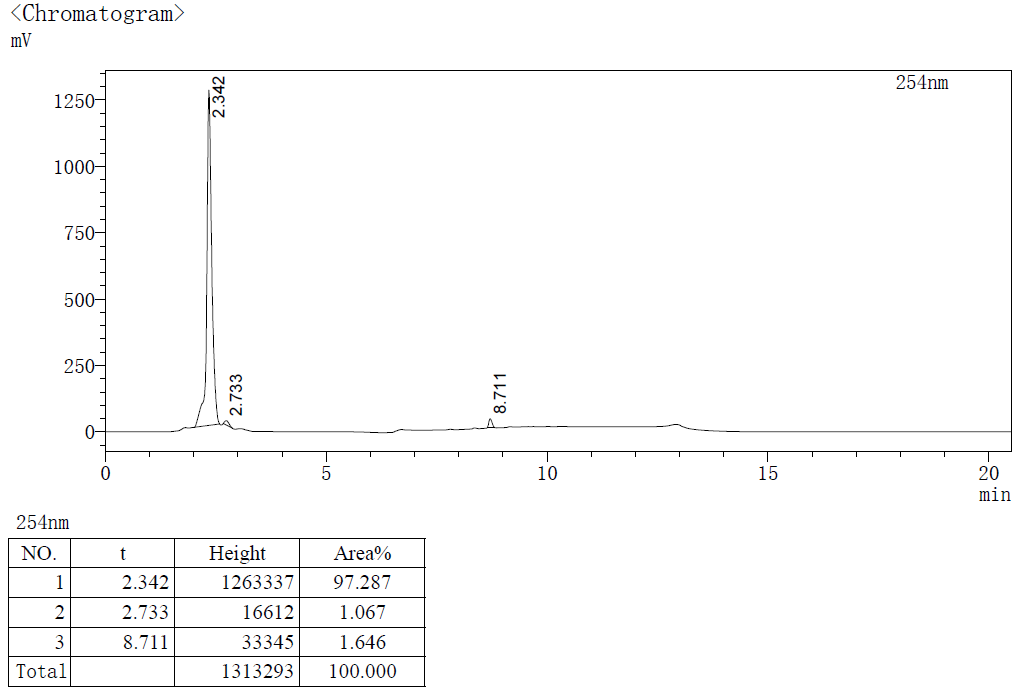 <Chromatogram>
mV
254nm
2.342
1250
1000
750
500
250
2.733
8.711
0
0 5 10 15 20
min
254nm
NO. t Height Area%
1 2.342 1263337 97.287
2 2.733 16612 1.067
3 8.711 33345 1.646
Total 1313293 100.000